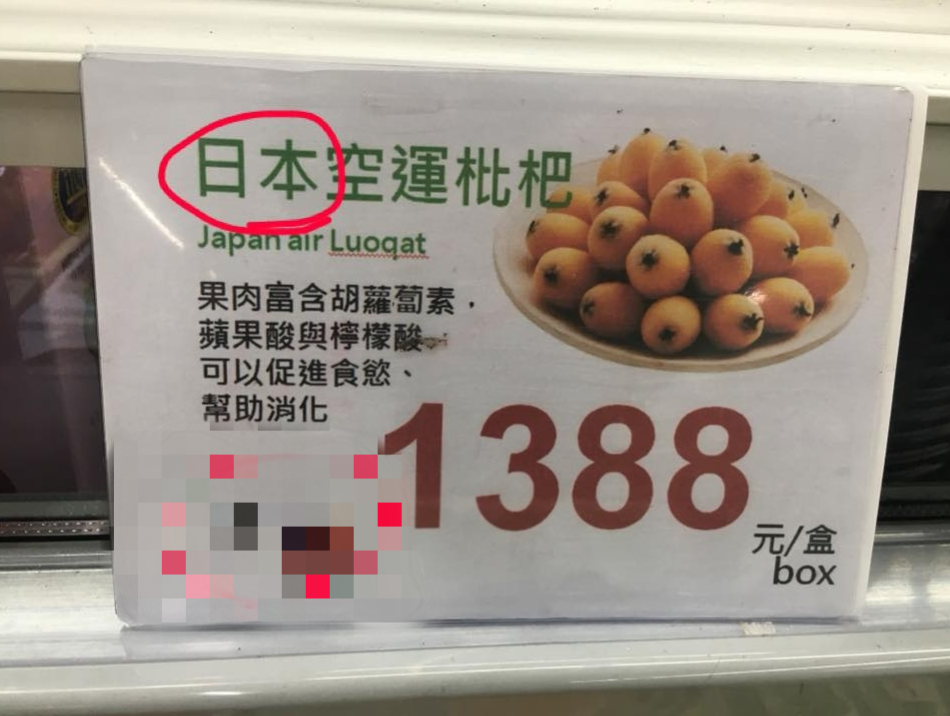 日本空運枇杷
Japan air Luoqat
果肉富含胡蘿蔔素，
蘋果酸與檸檬酸
可以促進食慾、
幫助消化
1388
元/盒
box